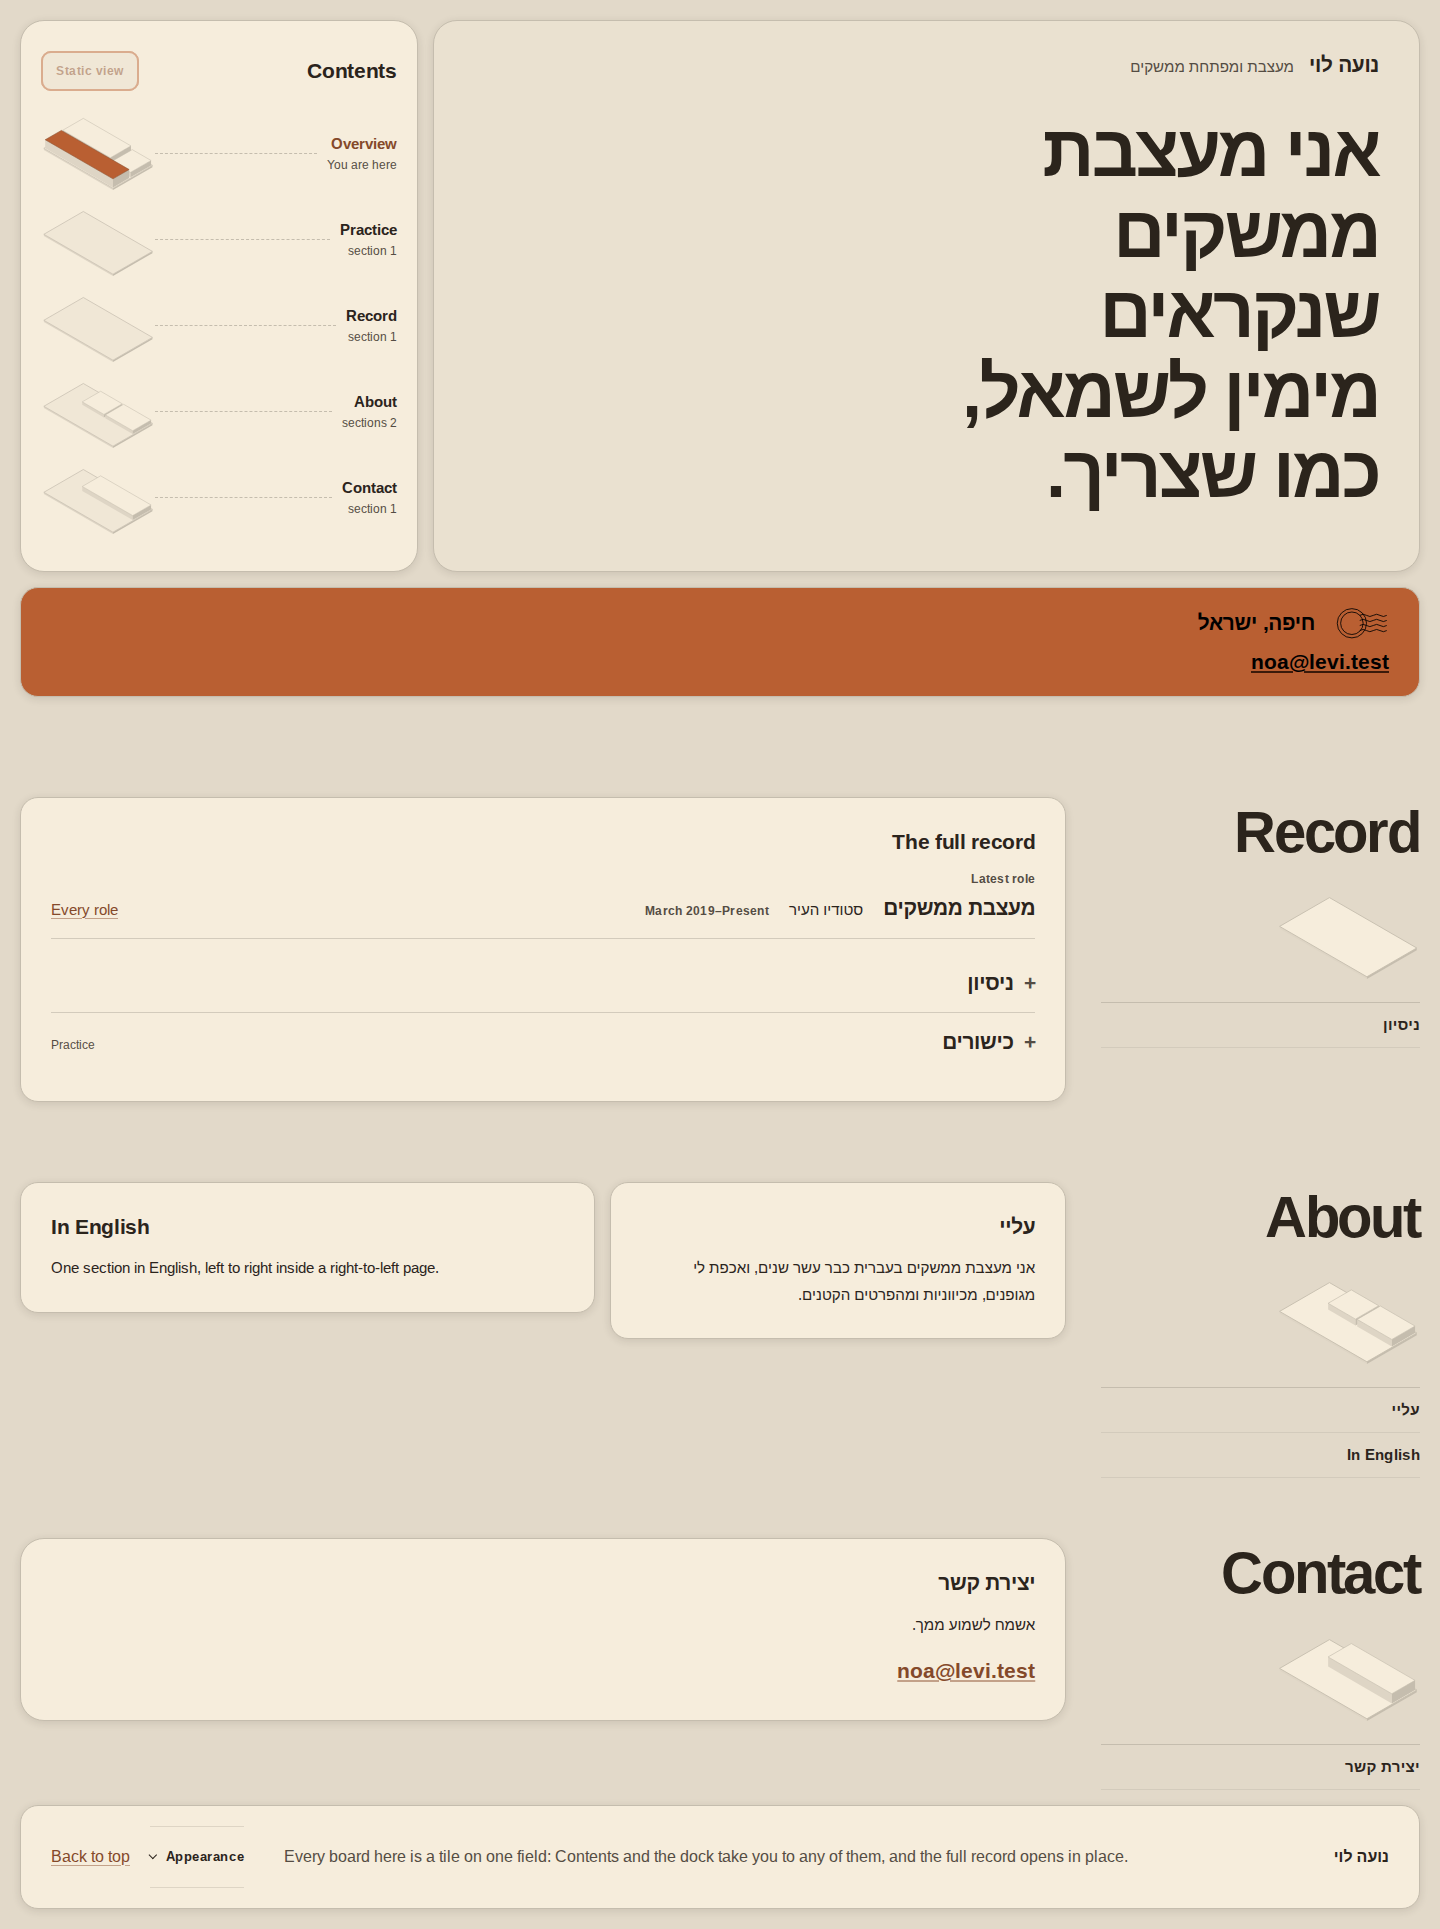 נועה לוי מעצבת ומפתחת ממשקים
אני מעצבת
ממשקים
שנקראים
מימין לשמאל,
כמו שצריך.
Contents
Static view
Overview
You are here
Practice
section 1
Record
section 1
About
sections 2
Contact
section 1
חיפה, ישראל
noa@levi.test
Record
ניסיון
The full record
Latest role
מעצבת ממשקים סטודיו העיר March 2019–Present Every role
+ ניסיון
+ כישורים Practice
About
עליי
In English
עליי
אני מעצבת ממשקים בעברית כבר עשר שנים, ואכפת לי
מגופנים, מכיווניות ומהפרטים הקטנים.
In English
One section in English, left to right inside a right-to-left page.
Contact
יצירת קשר
יצירת קשר
אשמח לשמוע ממך.
noa@levi.test
נועה לוי
Every board here is a tile on one field: Contents and the dock take you to any of them, and the full record opens in place.
Appearance
Back to top